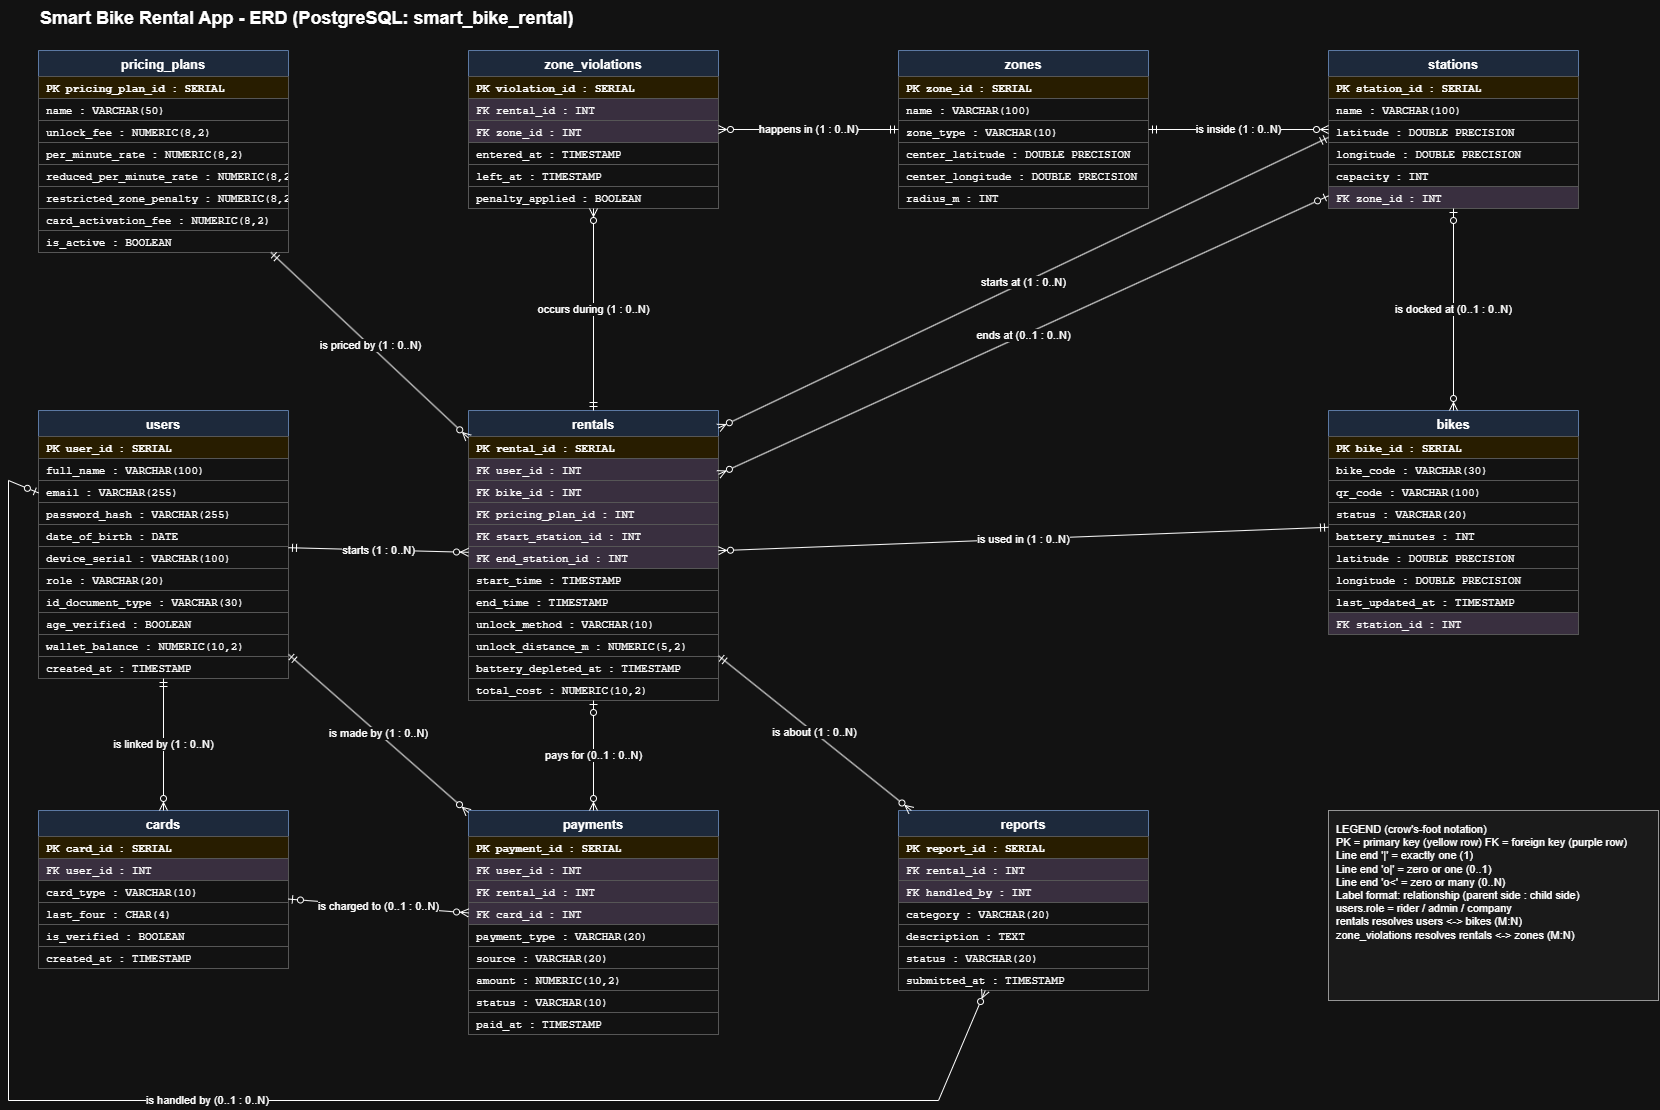 Smart Bike Rental App - ERD (PostgreSQL: smart_bike_rental)
pricing_plans
PK pricing_plan_id : SERIAL
name : VARCHAR(50)
unlock_fee : NUMERIC(8,2)
per_minute_rate : NUMERIC(8,2)
reduced_per_minute_rate : NUMERIC(8,2
restricted_zone_penalty : NUMERIC(8,2
card_activation_fee : NUMERIC(8,2)
is_active : BOOLEAN
zone_violations
PK violation_id : SERIAL
FK rental_id : INT
FK zone_id : INT
entered_at : TIMESTAMP
left_at : TIMESTAMP
penalty_applied : BOOLEAN
happens in (1 : 0..N)
zones
PK zone_id : SERIAL
name : VARCHAR(100)
zone_type : VARCHAR(10)
center_latitude : DOUBLE PRECISION
center_longitude : DOUBLE PRECISION
radius_m : INT
is inside (1 : 0..N)
stations
PK station_id : SERIAL
name : VARCHAR(100)
latitude : DOUBLE PRECISION
longitude : DOUBLE PRECISION
capacity : INT
FK zone_id : INT
starts at (1 : 0..N)
occurs during (1 : 0..N)
is docked at (0..1 : 0..N)
ends at (0..1 : 0..N)
is priced by (1 : 0..N)
users
PK user_id : SERIAL
full_name : VARCHAR(100)
email : VARCHAR(255)
password_hash : VARCHAR(255)
date_of_birth : DATE
device_serial : VARCHAR(100)
role : VARCHAR(20)
id_document_type : VARCHAR(30)
age_verified : BOOLEAN
wallet_balance : NUMERIC(10,2)
created_at : TIMESTAMP
starts (1 : 0..N)
rentals
PK rental_id : SERIAL
FK user_id : INT
FK bike_id : INT
FK pricing_plan_id : INT
FK start_station_id : INT
FK end_station_id : INT
start_time : TIMESTAMP
end_time : TIMESTAMP
unlock_method : VARCHAR(10)
unlock_distance_m : NUMERIC(5,2)
battery_depleted_at : TIMESTAMP
total_cost : NUMERIC(10,2)
is used in (1 : 0..N)
bikes
PK bike_id : SERIAL
bike_code : VARCHAR(30)
qr_code : VARCHAR(100)
status : VARCHAR(20)
battery_minutes : INT
latitude : DOUBLE PRECISION
longitude : DOUBLE PRECISION
last_updated_at : TIMESTAMP
FK station_id : INT
is linked by (1 : 0..N)
is made by (1 : 0..N)
pays for (0..1 : 0..N)
is about (1 : 0..N)
cards
PK card_id : SERIAL
FK user_id : INT
card_type : VARCHAR(10)
last_four : CHAR(4)
is_verified : BOOLEAN
created_at : TIMESTAMP
is charged to (0..1 : 0..N)
payments
PK payment_id : SERIAL
FK user_id : INT
FK rental_id : INT
FK card_id : INT
payment_type : VARCHAR(20)
source : VARCHAR(20)
amount : NUMERIC(10,2)
status : VARCHAR(10)
paid_at : TIMESTAMP
reports
PK report_id : SERIAL
FK rental_id : INT
FK handled_by : INT
category : VARCHAR(20)
description : TEXT
status : VARCHAR(20)
submitted_at : TIMESTAMP
LEGEND (crow's-foot notation)
PK = primary key (yellow row) FK = foreign key (purple row)
Line end '|' = exactly one (1)
Line end 'o|' = zero or one (0..1)
Line end 'o<' = zero or many (0..N)
Label format: relationship (parent side : child side)
users.role = rider / admin / company
rentals resolves users <-> bikes (M:N)
zone_violations resolves rentals <-> zones (M:N)
is handled by (0..1 : 0..N)